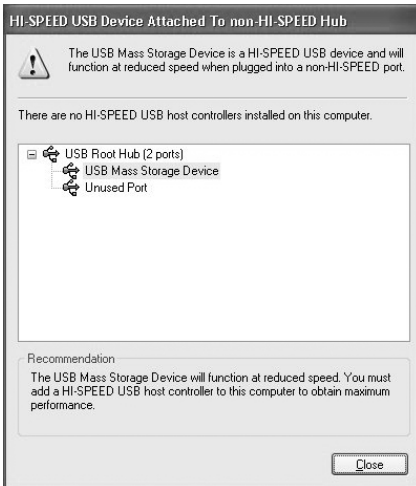 HI-SPEED USB Device Attached To non-HI-SPEED Hub
The USB Mass Storage Device is a HI-SPEED USB device and will
function at reduced speed when plugged into a non-HI-SPEED port.
There are no HI-SPEED USB host controllers installed on this computer.
USB Root Hub (2 ports)
USB Mass Storage Device
Unused Port
Recommendation
The USB Mass Storage Device will function at reduced speed. You must
add a HI-SPEED USB host controller to this computer to obtain maximum
performance.
Close